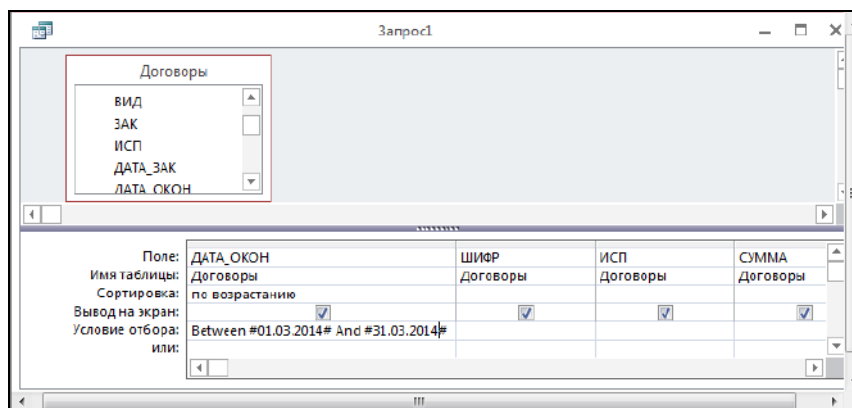 Запрос1
Договоры
ВИД
ЗАК
ИСП
ДАТА_ЗАК
ДАТА_ОКОН
Поле: ДАТА_ОКОН ШИФР ИСП СУММА
Имя таблицы: Договоры Договоры Договоры Договоры
Сортировка: по возрастанию
Вывод на экран:
Условие отбора: Between #01.03.2014# And #31.03.2014#
или: